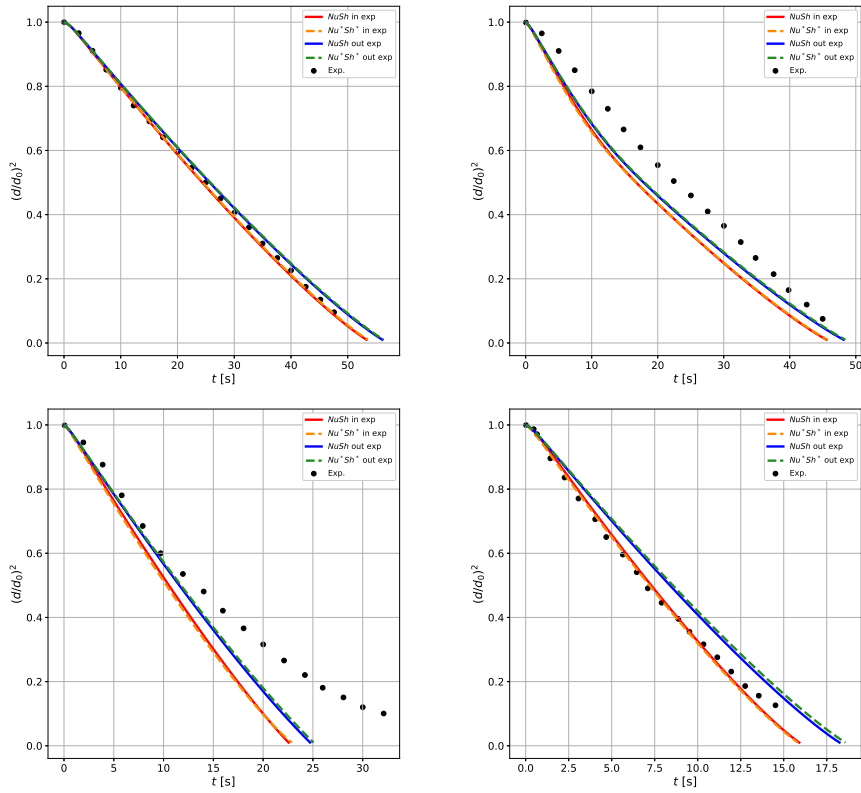 1.0
0.8
0.6
0.4
0.2
0.0
(d/d₀)²
0 10 20 30 40 50
t [s]
NuSh in exp
Nu*Sh* in exp
NuSh out exp
Nu*Sh* out exp
Exp.
1.0
0.8
0.6
0.4
0.2
0.0
(d/d₀)²
0 10 20 30 40 50
t [s]
NuSh in exp
Nu*Sh* in exp
NuSh out exp
Nu*Sh* out exp
Exp.
1.0
0.8
0.6
0.4
0.2
0.0
(d/d₀)²
0 5 10 15 20 25 30
t [s]
NuSh in exp
Nu*Sh* in exp
NuSh out exp
Nu*Sh* out exp
Exp.
1.0
0.8
0.6
0.4
0.2
0.0
(d/d₀)²
0.0 2.5 5.0 7.5 10.0 12.5 15.0 17.5
t [s]
NuSh in exp
Nu*Sh* in exp
NuSh out exp
Nu*Sh* out exp
Exp.